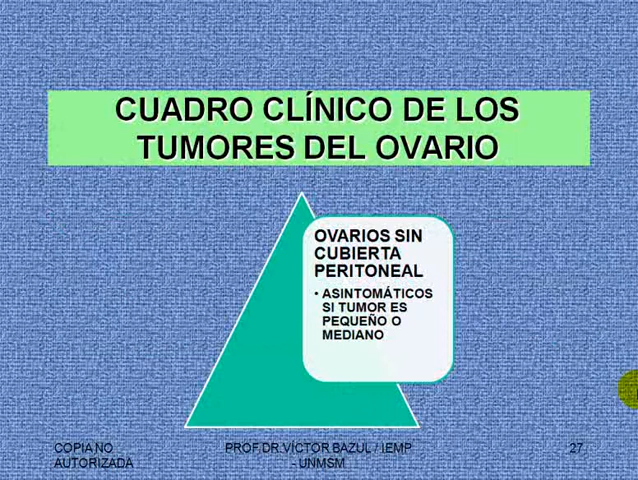 CUADRO CLÍNICO DE LOS
TUMORES DEL OVARIO
OVARIOS SIN
CUBIERTA
PERITONEAL
• ASINTOMÁTICOS
SI TUMOR ES
PEQUEÑO O
MEDIANO
COPIA NO
AUTORIZADA
PROF.DR.VÍCTOR BAZUL / IEMP
- UNMSM
27